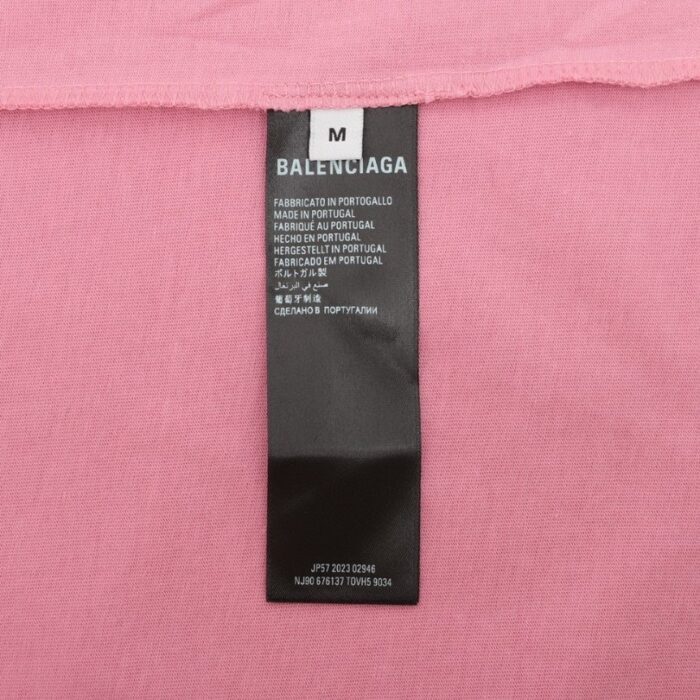 M
BALENCIAGA
FABBRICATO IN PORTOGALLO
MADE IN PORTUGAL
FABRIQUÉ AU PORTUGAL
HECHO EN PORTUGAL
HERGESTELLT IN PORTUGAL
FABRICADO EM PORTUGAL
ポルトガル製
صنع في البرتغال
葡萄牙制造
СДЕЛАНО В ПОРТУГАЛИИ
JP57 2023 02946
NJ90 676137 TOVH5 9034